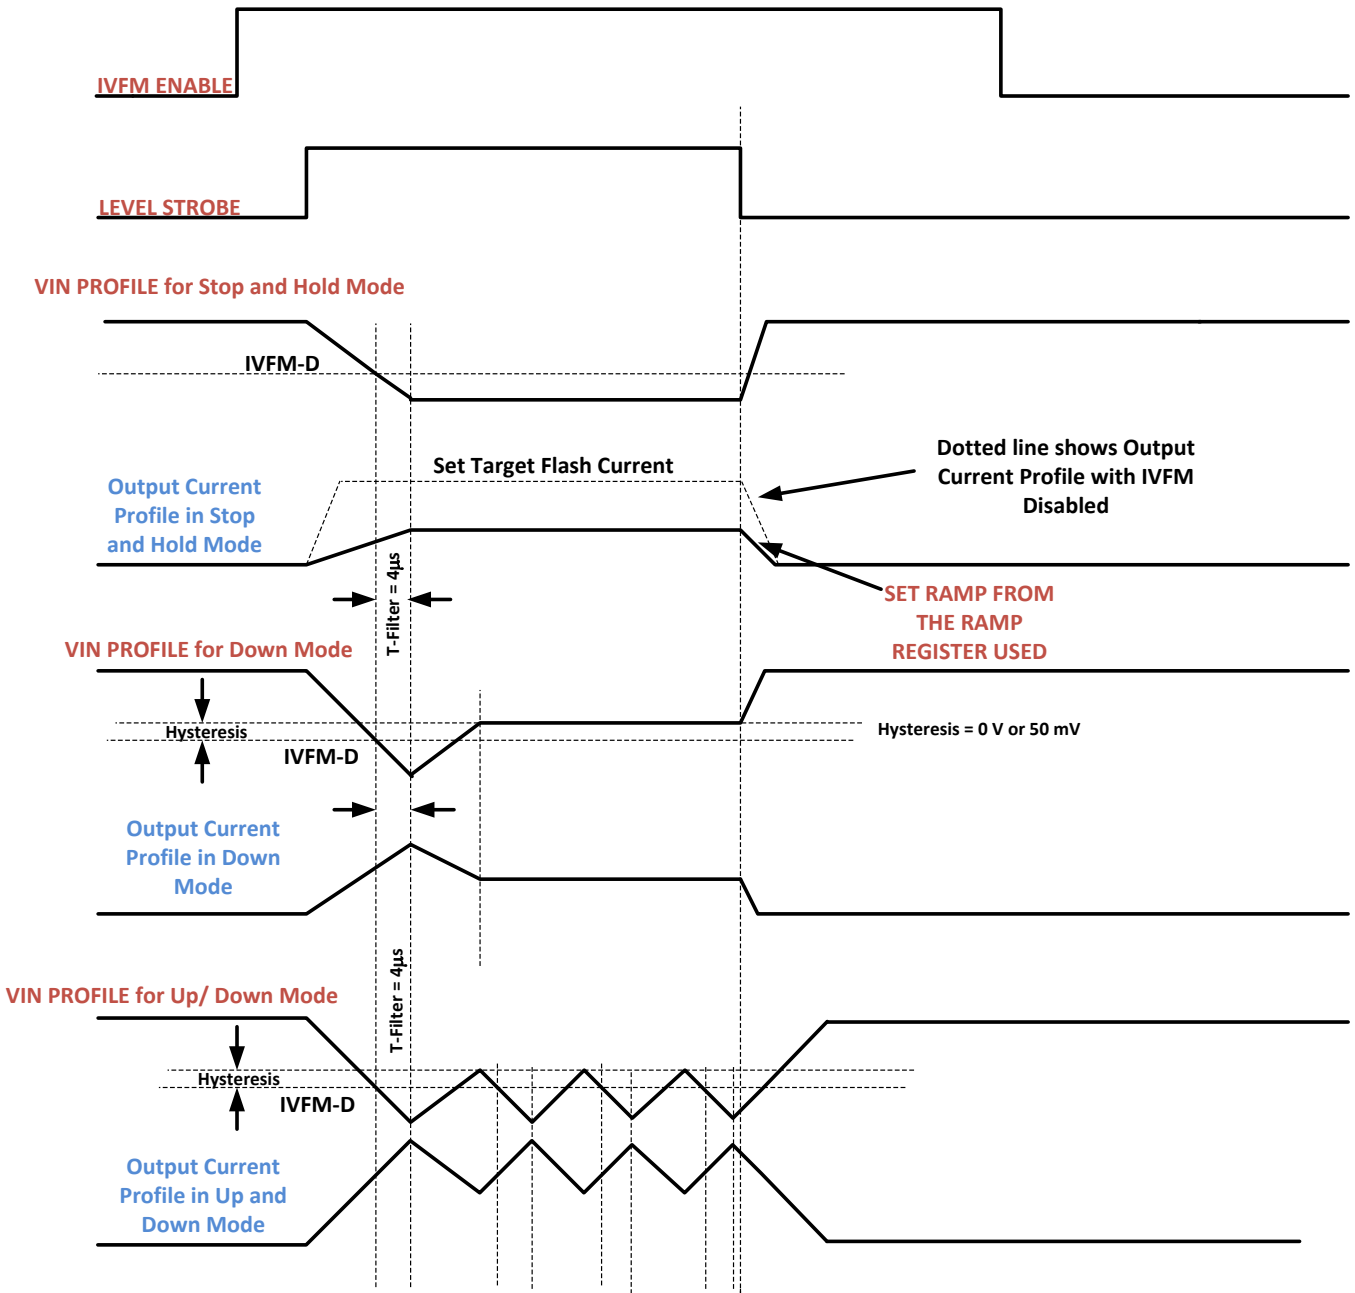 IVFM ENABLE
LEVEL STROBE
VIN PROFILE for Stop and Hold Mode
IVFM-D
Set Target Flash Current
Dotted line shows Output
Current Profile with IVFM
Disabled
Output Current
Profile in Stop
and Hold Mode
T-Filter = 4µs
SET RAMP FROM
THE RAMP
REGISTER USED
VIN PROFILE for Down Mode
Hysteresis
IVFM-D
Hysteresis = 0 V or 50 mV
Output Current
Profile in Down
Mode
T-Filter = 4µs
VIN PROFILE for Up/ Down Mode
Hysteresis
IVFM-D
Output Current
Profile in Up and
Down Mode